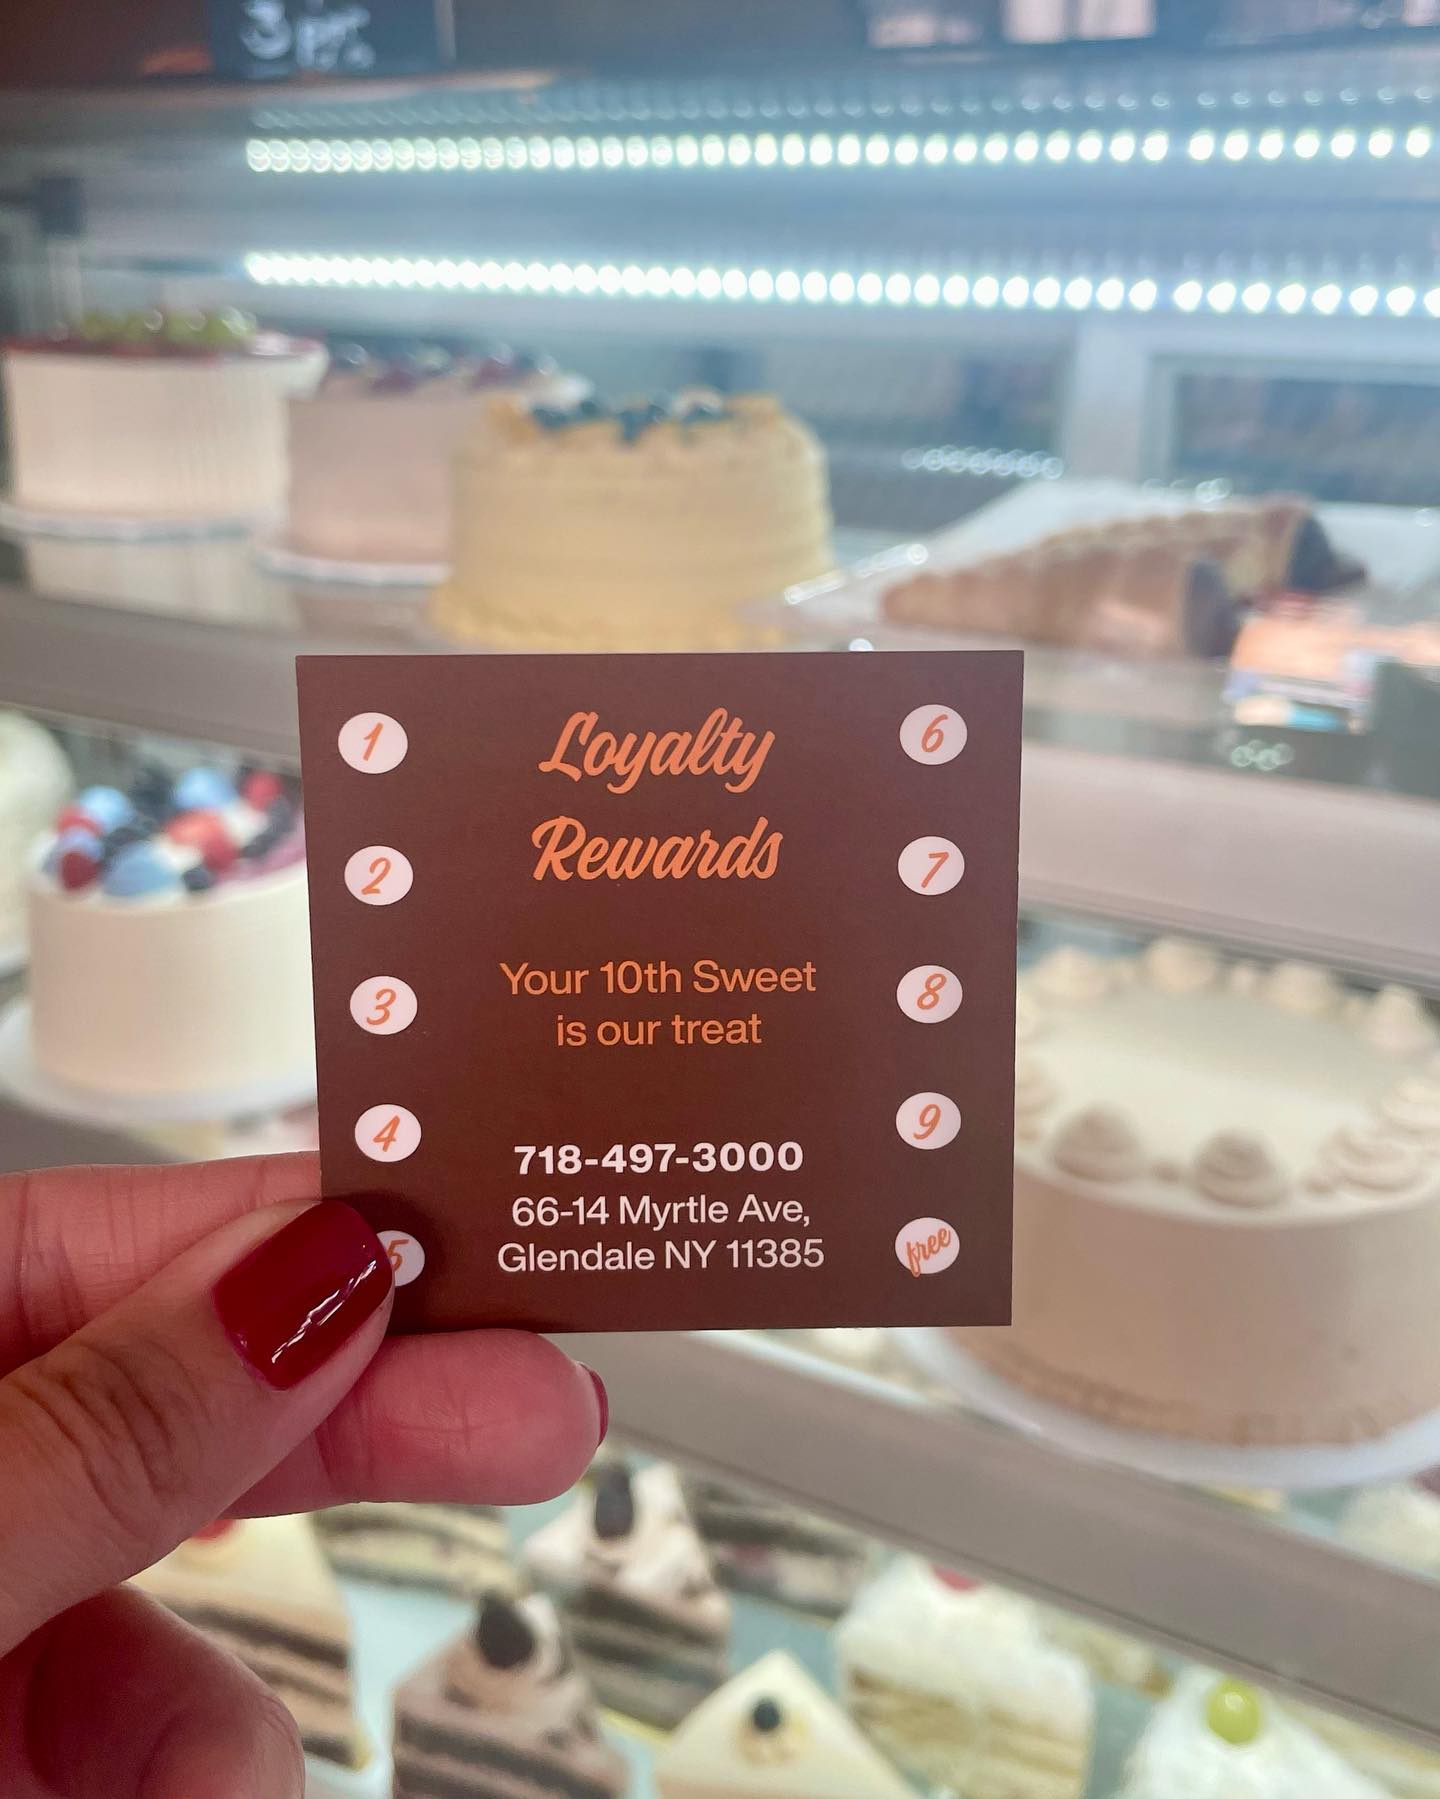 1
2
3
4
5
Loyalty
Rewards
Your 10th Sweet
is our treat
718-497-3000
66-14 Myrtle Ave,
Glendale NY 11385
6
7
8
9
free